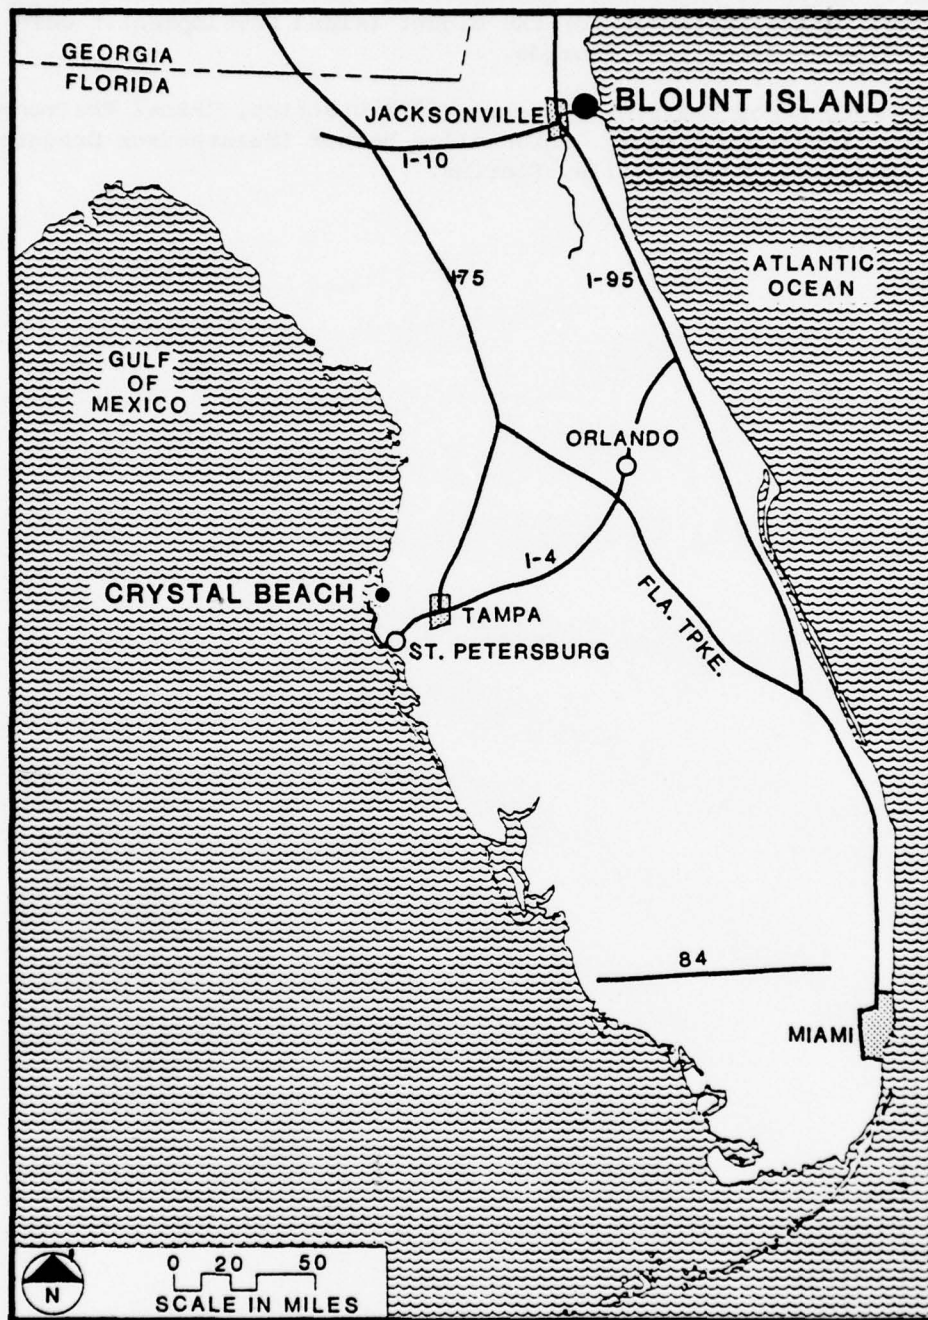 GEORGIA
FLORIDA
JACKSONVILLE
BLOUNT ISLAND
I-10
I-75
I-95
ATLANTIC
OCEAN
GULF
OF
MEXICO
ORLANDO
I-4
CRYSTAL BEACH
TAMPA
ST. PETERSBURG
FLA. TPKE.
84
MIAMI
N
0 20 50
SCALE IN MILES